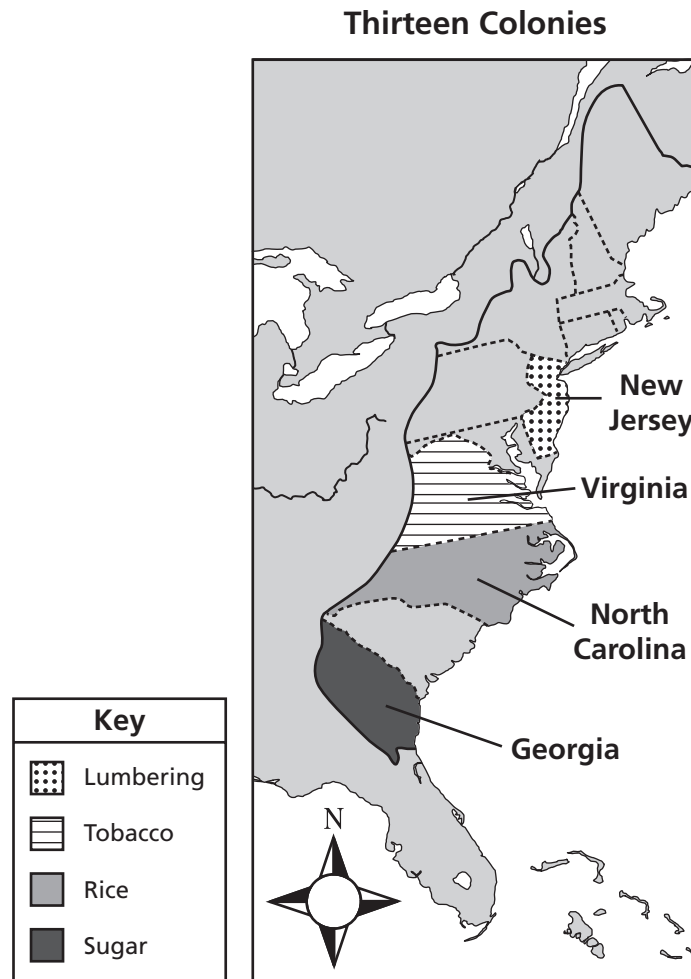 Thirteen Colonies
New
Jersey
Virginia
North
Carolina
Georgia
Key
Lumbering
Tobacco
Rice
Sugar
N